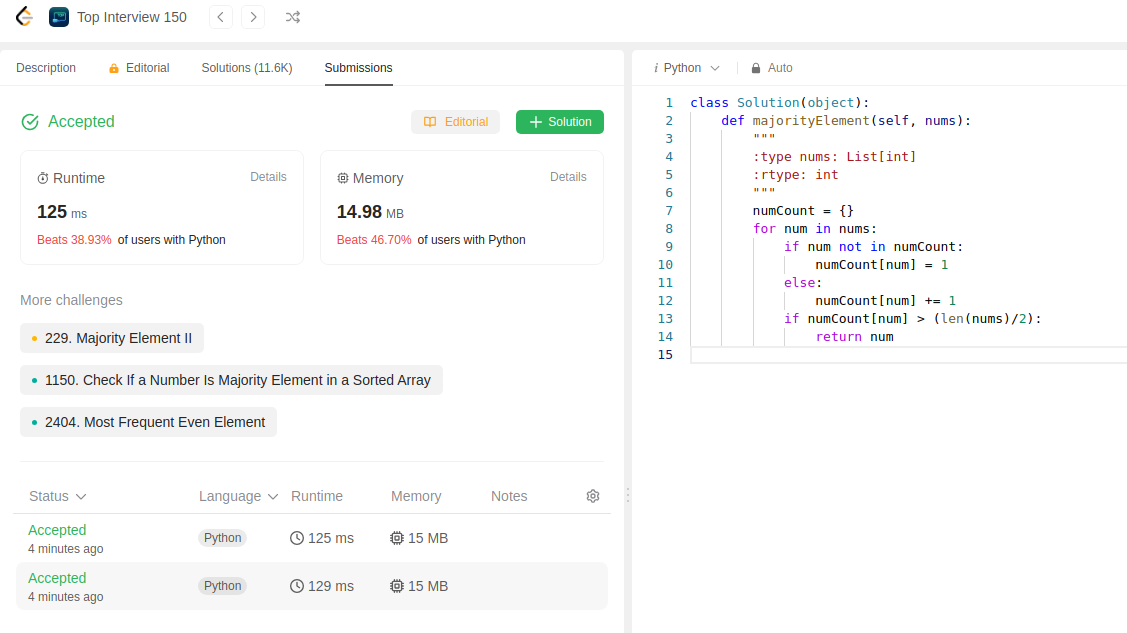 Top Interview 150
Description
Editorial
Solutions (11.6K)
Submissions
Accepted
Editorial
Solution
Runtime
Details
125 ms
Beats 38.93% of users with Python
Memory
Details
14.98 MB
Beats 46.70% of users with Python
More challenges
229. Majority Element II
1150. Check If a Number Is Majority Element in a Sorted Array
2404. Most Frequent Even Element
Status Language Runtime Memory Notes
Accepted
4 minutes ago
Python
125 ms
15 MB
Accepted
4 minutes ago
Python
129 ms
15 MB
i Python
Auto
1 class Solution(object):
2     def majorityElement(self, nums):
3         """
4         :type nums: List[int]
5         :rtype: int
6         """
7         numCount = {}
8         for num in nums:
9             if num not in numCount:
10                 numCount[num] = 1
11             else:
12                 numCount[num] += 1
13             if numCount[num] > (len(nums)/2):
14                 return num
15